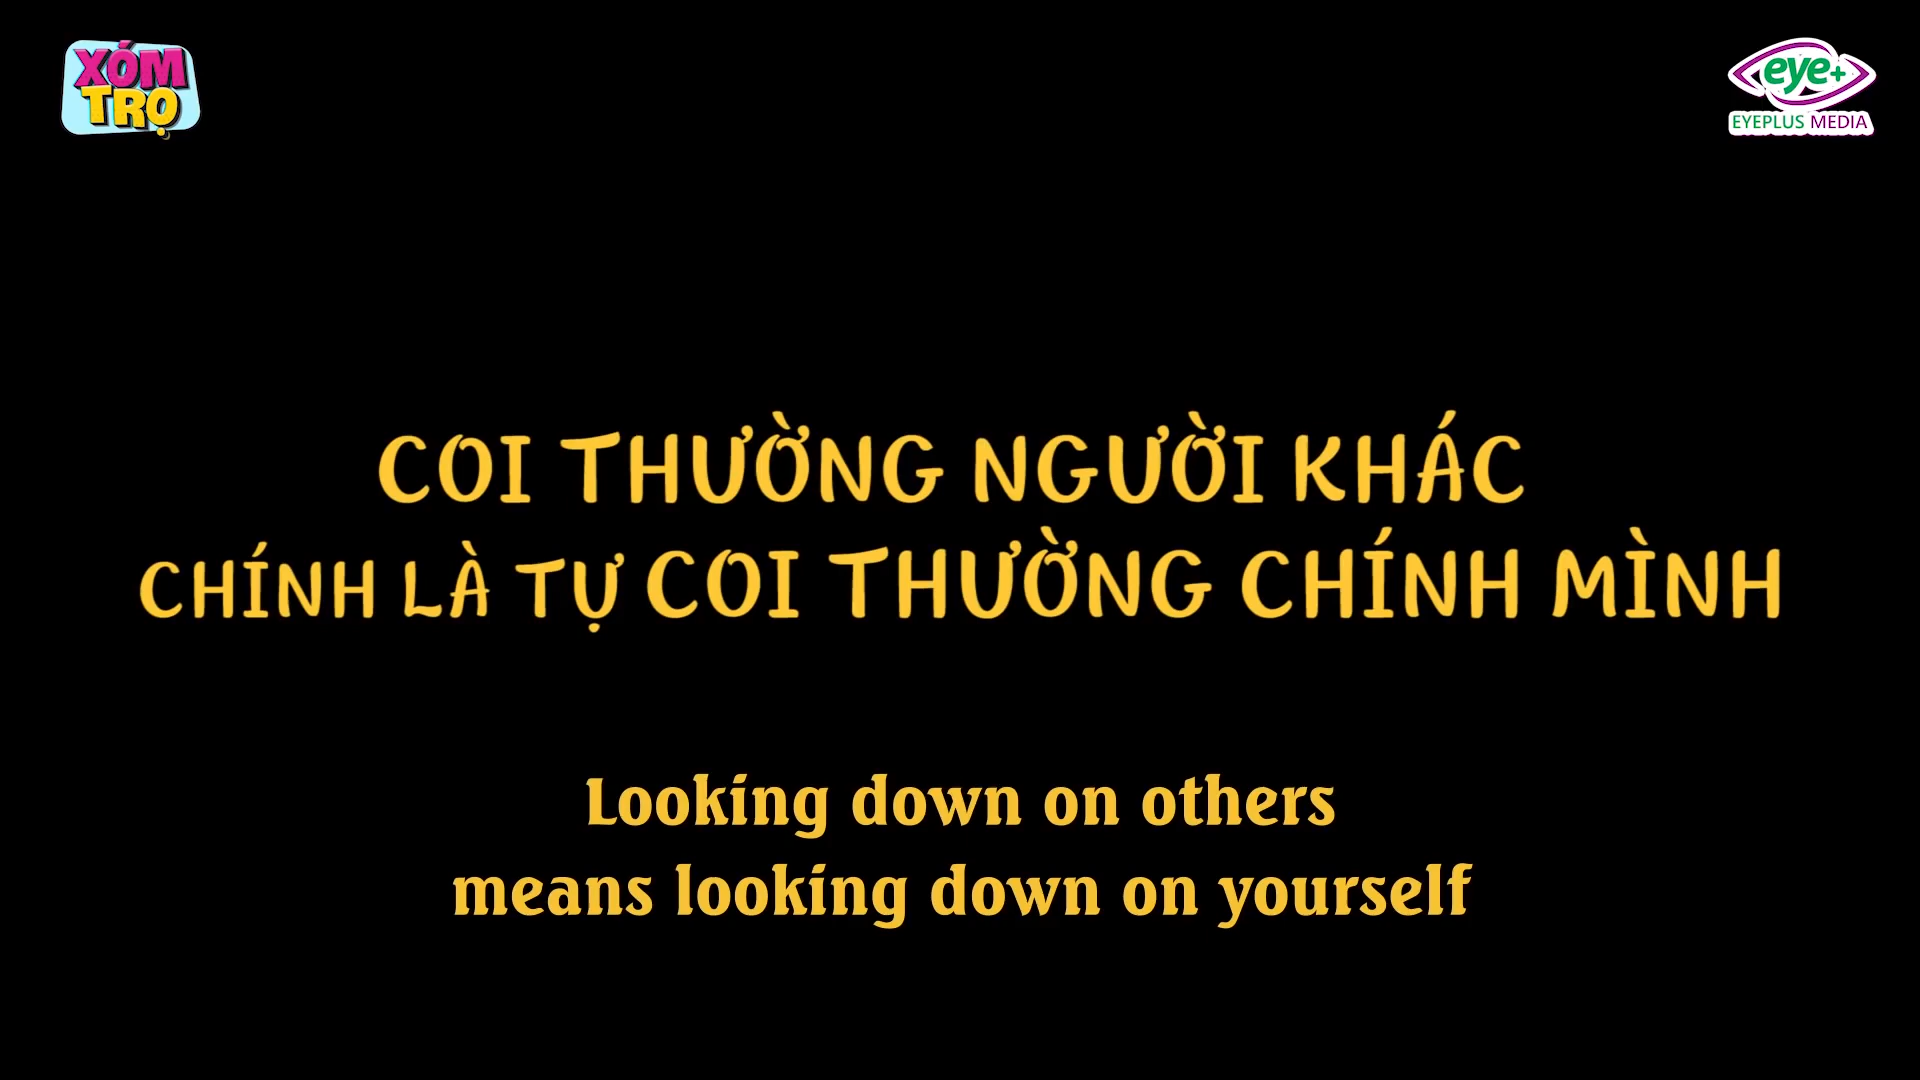 XÓM
TRỌ
eye+
EYEPLUS MEDIA
COI THƯỜNG NGƯỜI KHÁC
CHÍNH LÀ TỰ COI THƯỜNG CHÍNH MÌNH
Looking down on others
means looking down on yourself